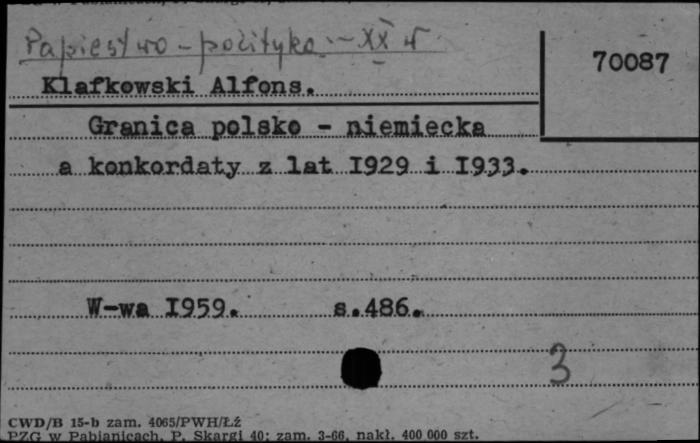 Papiestwo - polityka - XX w
70087
Klafkowski Alfons.
Granica polsko - niemiecka
a konkordaty z lat I929 i I933.
W-wa I959. s.486.
3
CWD/B 15-b zam. 4065/PWH/Łź
PZG w Pabianicach, P. Skargi 40; zam. 3-66, nakł. 400 000 szt.